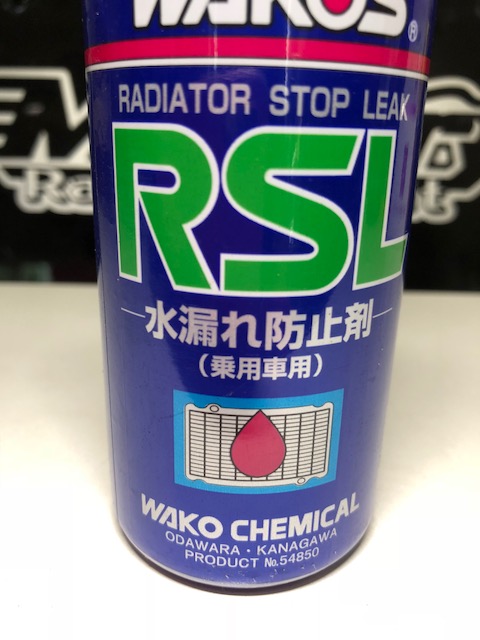 WAKO'S®
RADIATOR STOP LEAK
RSL
水漏れ防止剤
(乗用車用)
WAKO CHEMICAL
ODAWARA・KANAGAWA
PRODUCT No.54850